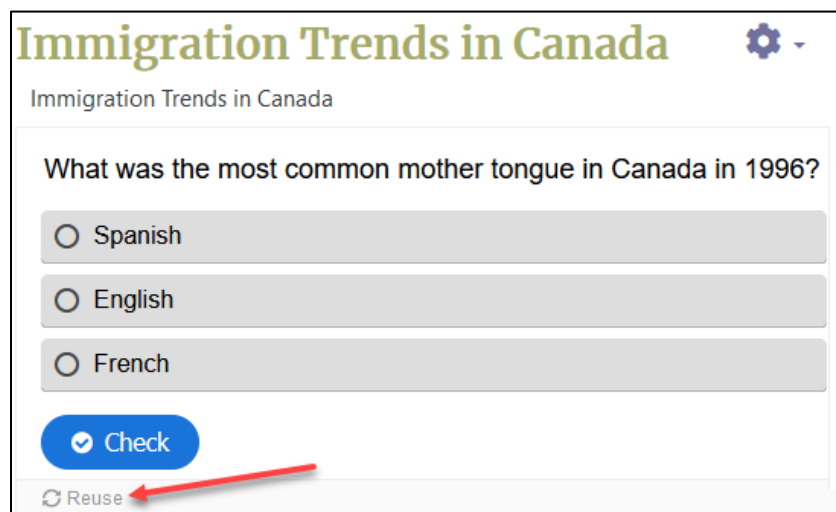 Immigration Trends in Canada
Immigration Trends in Canada
What was the most common mother tongue in Canada in 1996?
Spanish
English
French
Check
Reuse